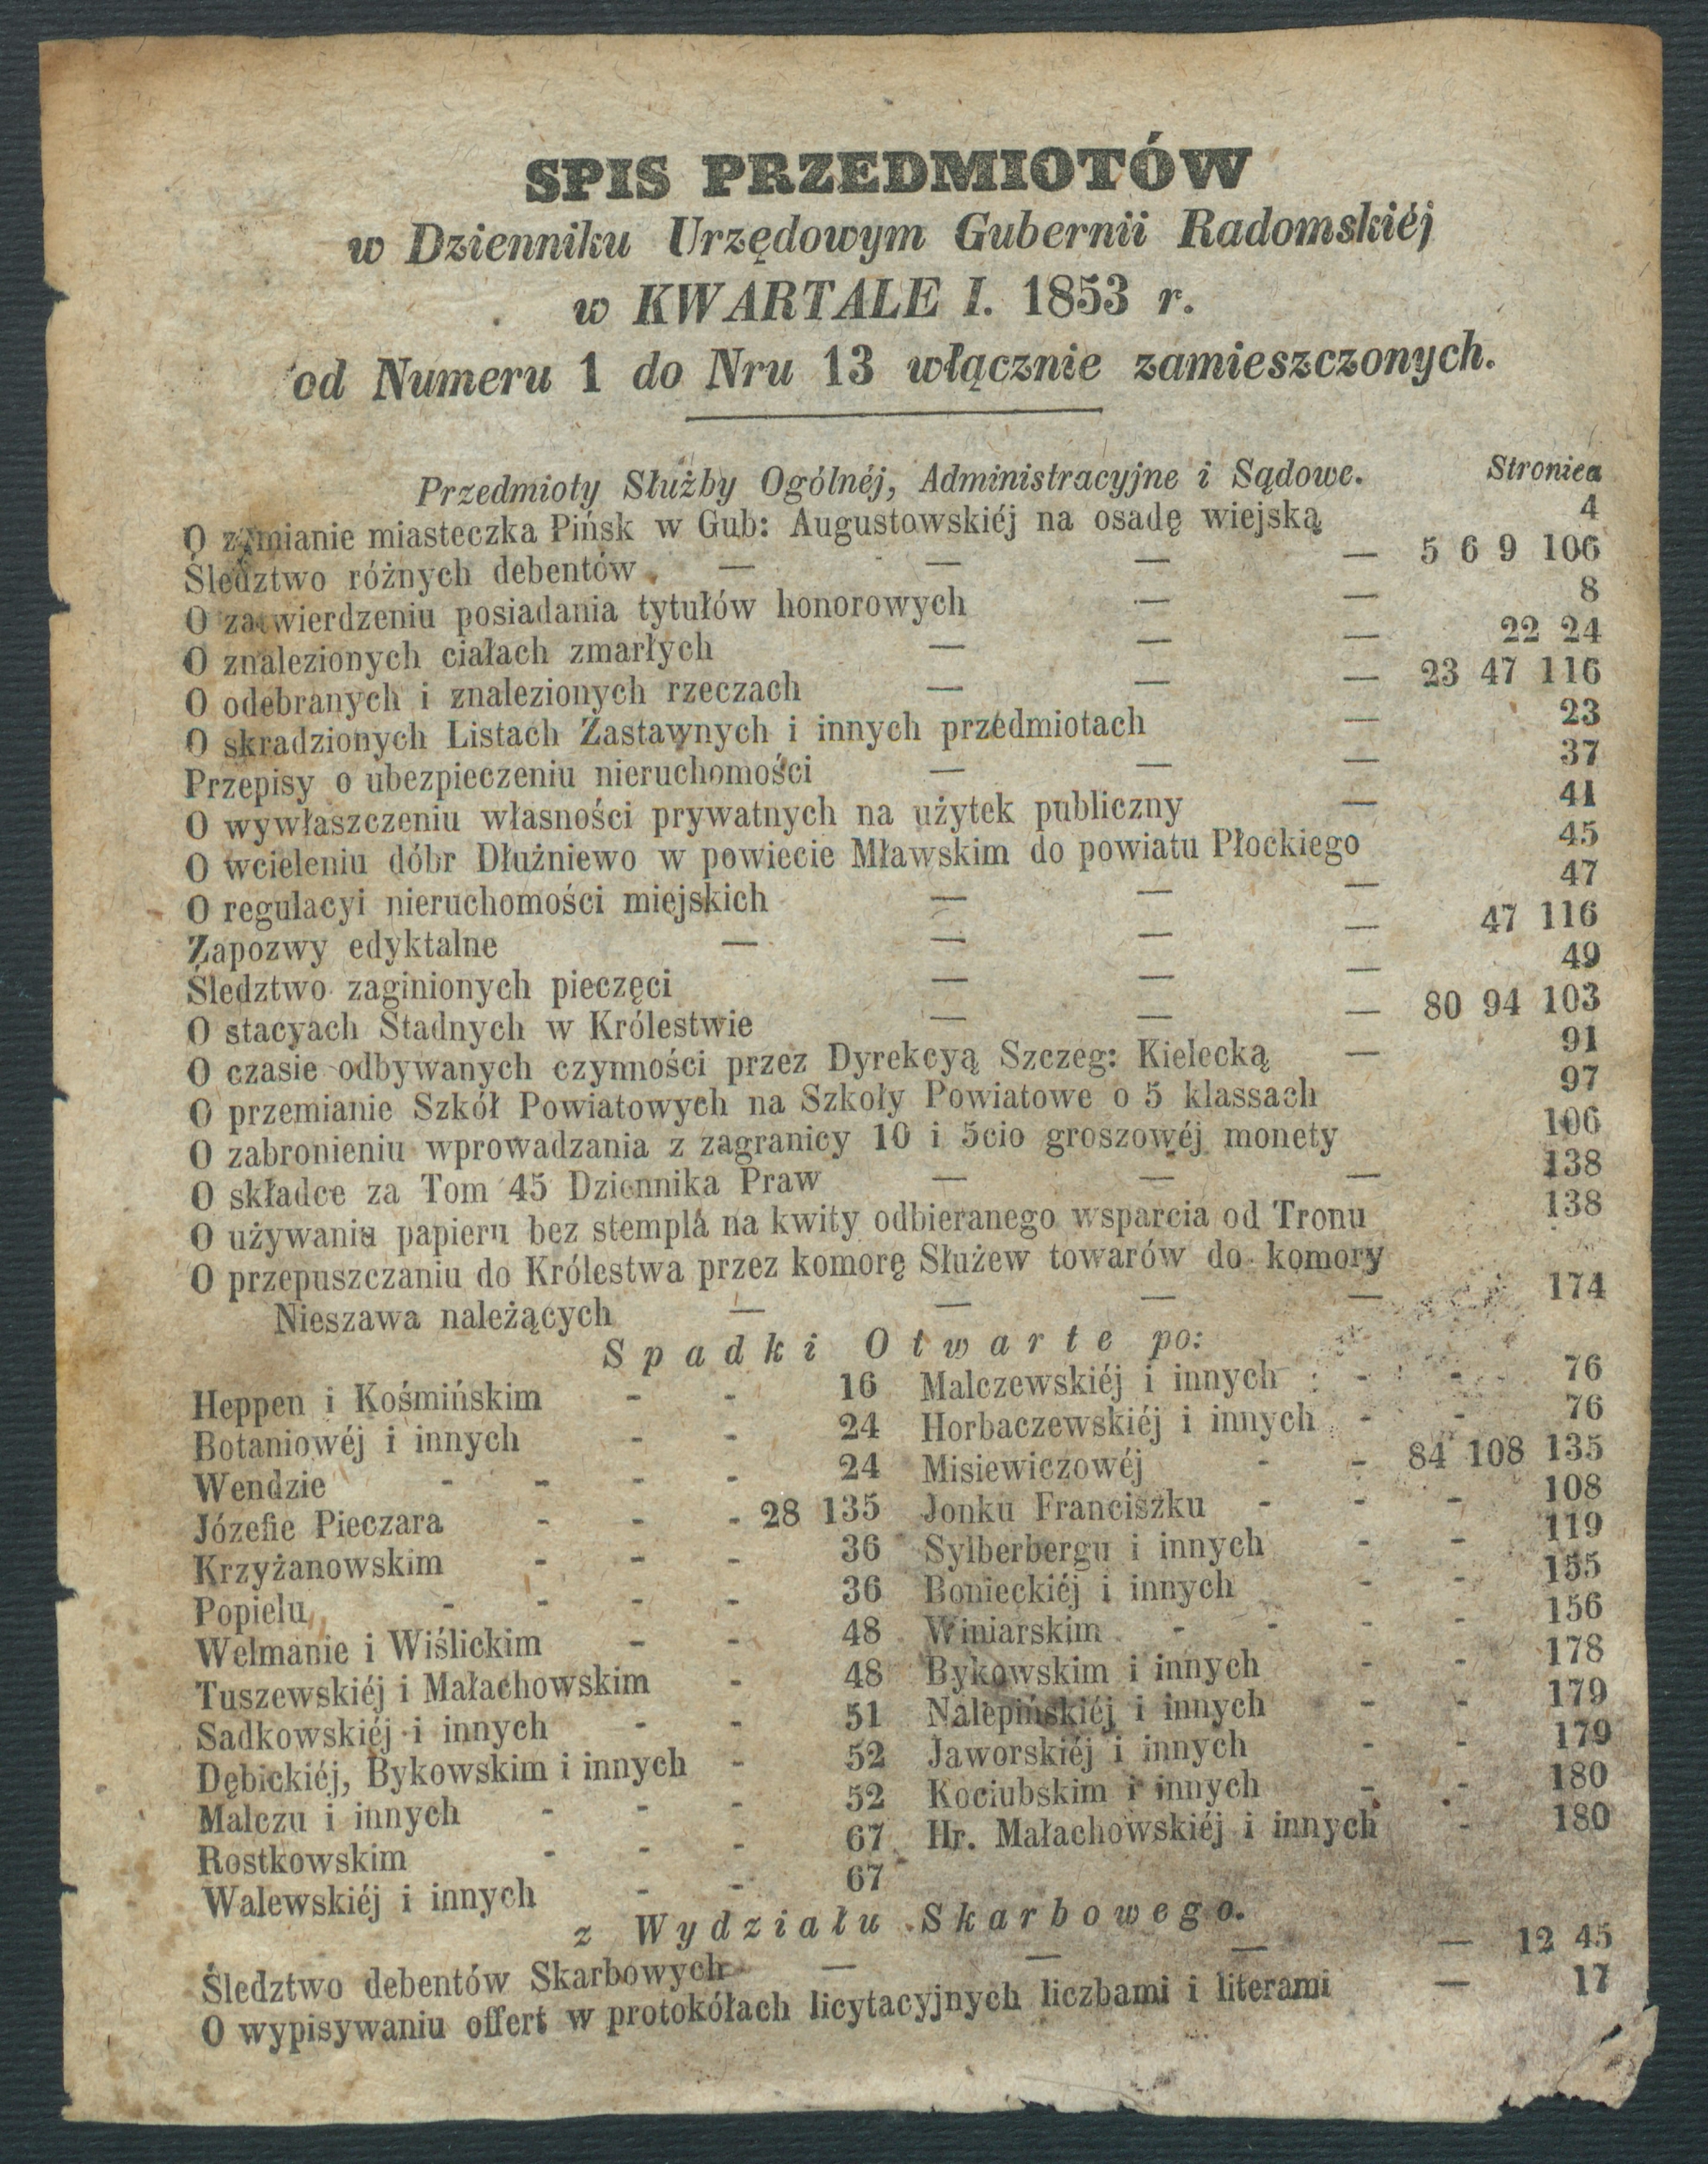 SPIS PRZEDMIOTÓW
w Dzienniku Urzędowym Gubernii Radomskiéj
w KWARTALE I. 1853 r.
od Numeru 1 do Nru 13 włącznie zamieszczonych.
Przedmioty Służby Ogólnéj, Administracyjne i Sądowe. Stronica
O zamianie miasteczka Pińsk w Gub: Augustowskiéj na osadę wiejską 4
Śledztwo różnych debentów — — — — 5 6 9 106
O zatwierdzeniu posiadania tytułów honorowych — — 8
O znalezionych ciałach zmarłych — — — 22 24
O odebranych i znalezionych rzeczach — — — 23 47 116
O skradzionych Listach Zastawnych i innych przedmiotach — 23
Przepisy o ubezpieczeniu nieruchomości — — — 37
O wywłaszczeniu własności prywatnych na użytek publiczny — 41
O wcieleniu dóbr Dłużniewo w powiecie Mławskim do powiatu Płockiego 45
O regulacyi nieruchomości miejskich — — — 47
Zapozwy edyktalne — — — — 47 116
Śledztwo zaginionych pieczęci — — — 49
O stacyach Stadnych w Królestwie — — — 80 94 103
O czasie odbywanych czynności przez Dyrekcyą Szczeg: Kielecką — 91
O przemianie Szkół Powiatowych na Szkoły Powiatowe o 5 klassach 97
O zabronieniu wprowadzania z zagranicy 10 i 5cio groszowéj monety 106
O składce za Tom 45 Dziennika Praw — — — 138
O używaniu papieru bez stempla na kwity odbieranego wsparcia od Tronu 138
O przepuszczaniu do Królestwa przez komorę Służew towarów do komory
Nieszawa należących — — — — 174
Spadki Otwarte po:
Heppen i Kośmińskim - - 16 Malczewskiéj i innych - - 76
Botaniowéj i innych - - 24 Horbaczewskiéj i innych - - 76
Wendzie - - - - 24 Misiewiczowéj - - 84 108 135
Józefie Pieczara - - - 28 135 Jonku Franciszku - - - 108
Krzyżanowskim - - - 36 Sylberbergu i innych - - 119
Popielu - - - - 36 Bonieckiéj i innych - - 155
Welmanie i Wiślickim - - 48 Winiarskim - - - - 156
Tuszewskiéj i Małachowskim - 48 Bykowskim i innych - - 178
Sadkowskiéj i innych - - 51 Nalepińskiéj i innych - - 179
Dębickiéj, Bykowskim i innych - 52 Jaworskiéj i innych - - 179
Malczu i innych - - - 52 Kociubskim i innych - - 180
Rostkowskim - - - 67 Hr. Małachowskiéj i innych - 180
Walewskiéj i innych - - 67
z Wydziału Skarbowego.
Śledztwo debentów Skarbowych — — — — 12 45
O wypisywaniu offert w protokółach licytacyjnych liczbami i literami — 17